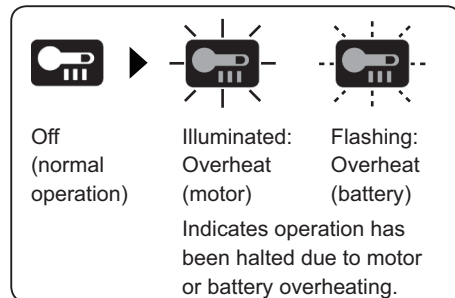 Off
(normal
operation)
Illuminated:
Overheat
(motor)
Flashing:
Overheat
(battery)
Indicates operation has
been halted due to motor
or battery overheating.